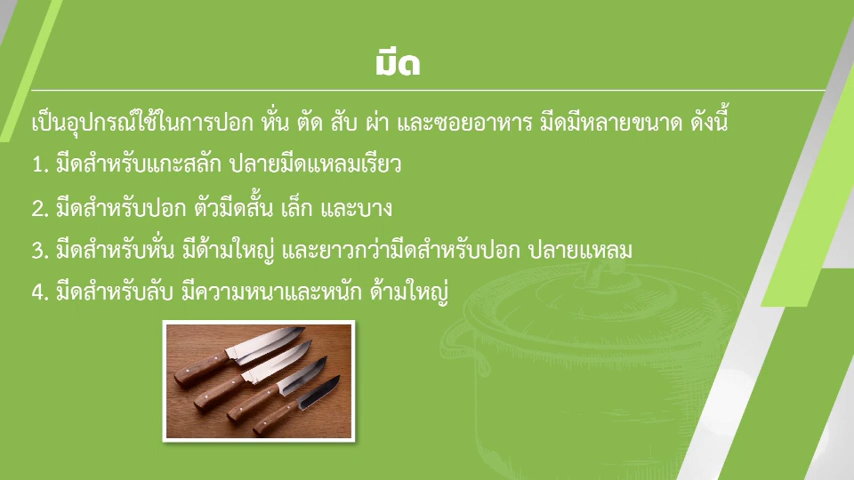 มีด
เป็นอุปกรณ์ใช้ในการปอก หั่น ตัด สับ ผ่า และซอยอาหาร มีดมีหลายขนาด ดังนี้
1. มีดสำหรับแกะสลัก ปลายมีดแหลมเรียว
2. มีดสำหรับปอก ตัวมีดสั้น เล็ก และบาง
3. มีดสำหรับหั่น มีด้ามใหญ่ และยาวกว่ามีดสำหรับปอก ปลายแหลม
4. มีดสำหรับลับ มีความหนาและหนัก ด้ามใหญ่